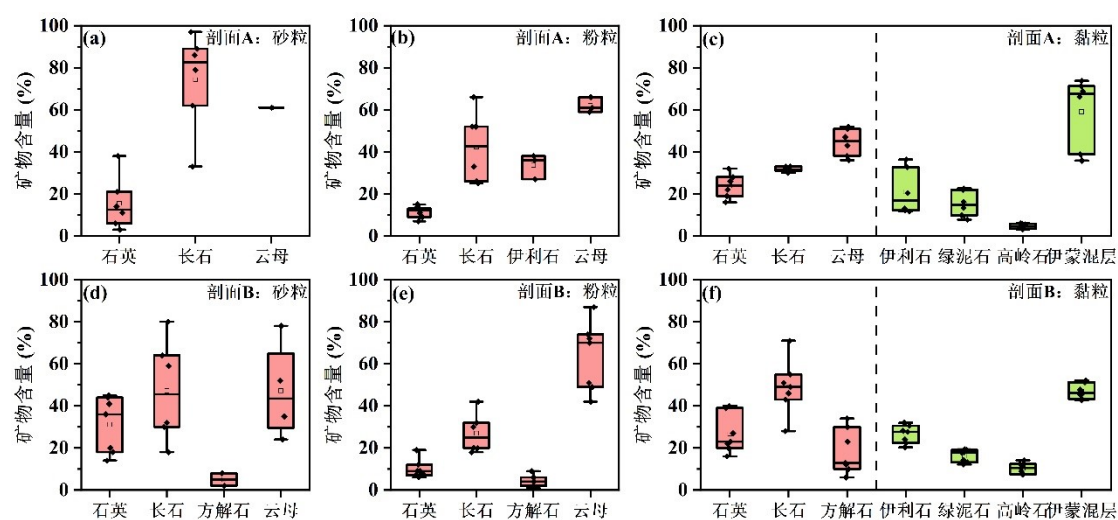 (a) 剖面A：砂粒
矿物含量 (%)
100
80
60
40
20
0
石英 长石 云母
(b) 剖面A：粉粒
矿物含量 (%)
100
80
60
40
20
0
石英 长石 伊利石 云母
(c) 剖面A：黏粒
矿物含量 (%)
100
80
60
40
20
0
石英 长石 云母 伊利石 绿泥石 高岭石 伊蒙混层
(d) 剖面B：砂粒
矿物含量 (%)
100
80
60
40
20
0
石英 长石 方解石 云母
(e) 剖面B：粉粒
矿物含量 (%)
100
80
60
40
20
0
石英 长石 方解石 云母
(f) 剖面B：黏粒
矿物含量 (%)
100
80
60
40
20
0
石英 长石 方解石 伊利石 绿泥石 高岭石 伊蒙混层